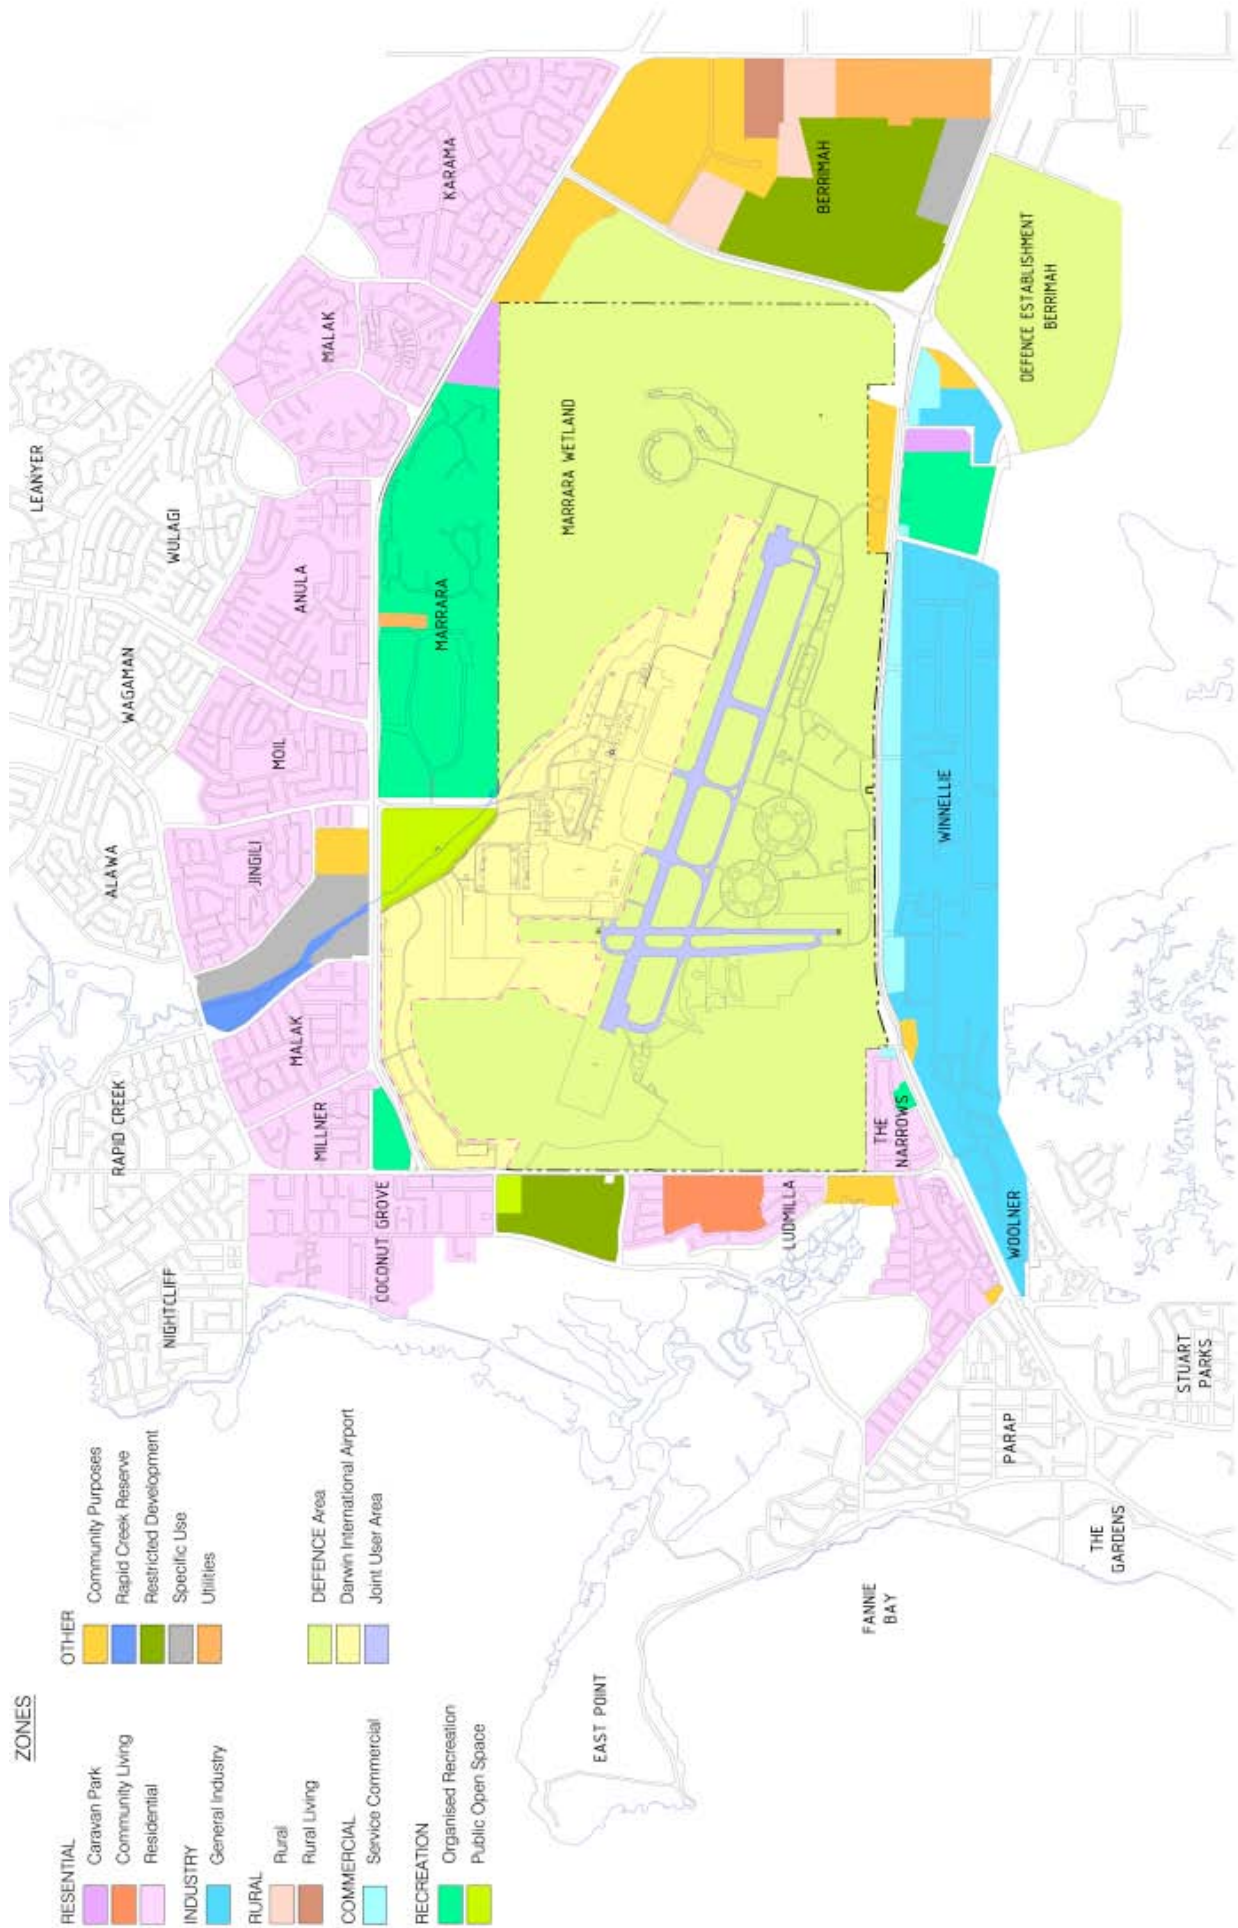 ZONES
RESENTIAL
Caravan Park
Community Living
Residential
INDUSTRY
General Industry
RURAL
Rural
Rural Living
COMMERCIAL
Service Commercial
RECREATION
Organised Recreation
Public Open Space
OTHER
Community Purposes
Rapid Creek Reserve
Restricted Development
Specific Use
Utilities
DEFENCE Area
Darwin International Airport
Joint User Area
NIGHTCLIFF
RAPID CREEK
ALAWA
WAGAMAN
WULAGI
LEANYER
COCONUT GROVE
MILLNER
MALAK
JINGILI
MOIL
ANULA
MALAK
KARAMA
MARRARA
MARRARA WETLAND
EAST POINT
LUDMILLA
THE
NARROWS
WINNELLIE
BERRIMAH
DEFENCE ESTABLISHMENT
BERRIMAH
FANNIE
BAY
PARAP
WOOLNER
THE
GARDENS
STUART
PARKS